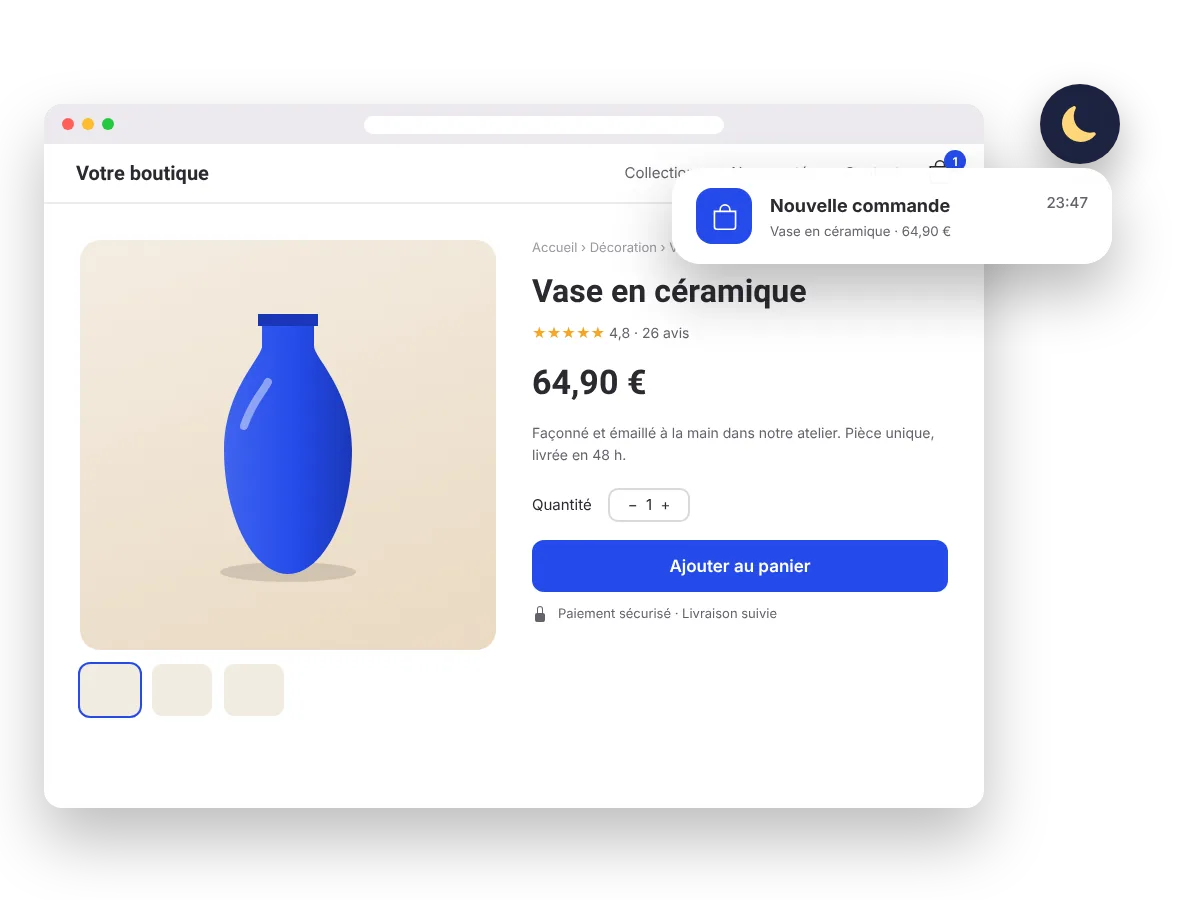 Votre boutique
1
Nouvelle commande
23:47
Vase en céramique · 64,90 €
Accueil › Décoration ›
Vase en céramique
★★★★★ 4,8 · 26 avis
64,90 €
Façonné et émaillé à la main dans notre atelier. Pièce unique,
livrée en 48 h.
Quantité
− 1 +
Ajouter au panier
Paiement sécurisé · Livraison suivie